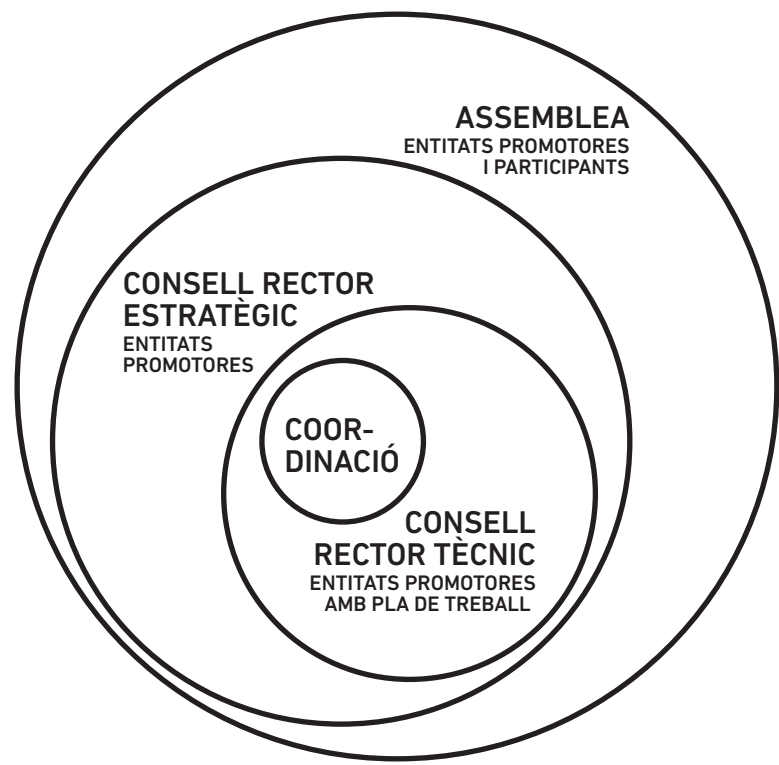 ASSEMBLEA
ENTITATS PROMOTORES
I PARTICIPANTS
CONSELL RECTOR
ESTRATÈGIC
ENTITATS
PROMOTORES
COOR-
DINACIÓ
CONSELL
RECTOR TÈCNIC
ENTITATS PROMOTORES
AMB PLA DE TREBALL